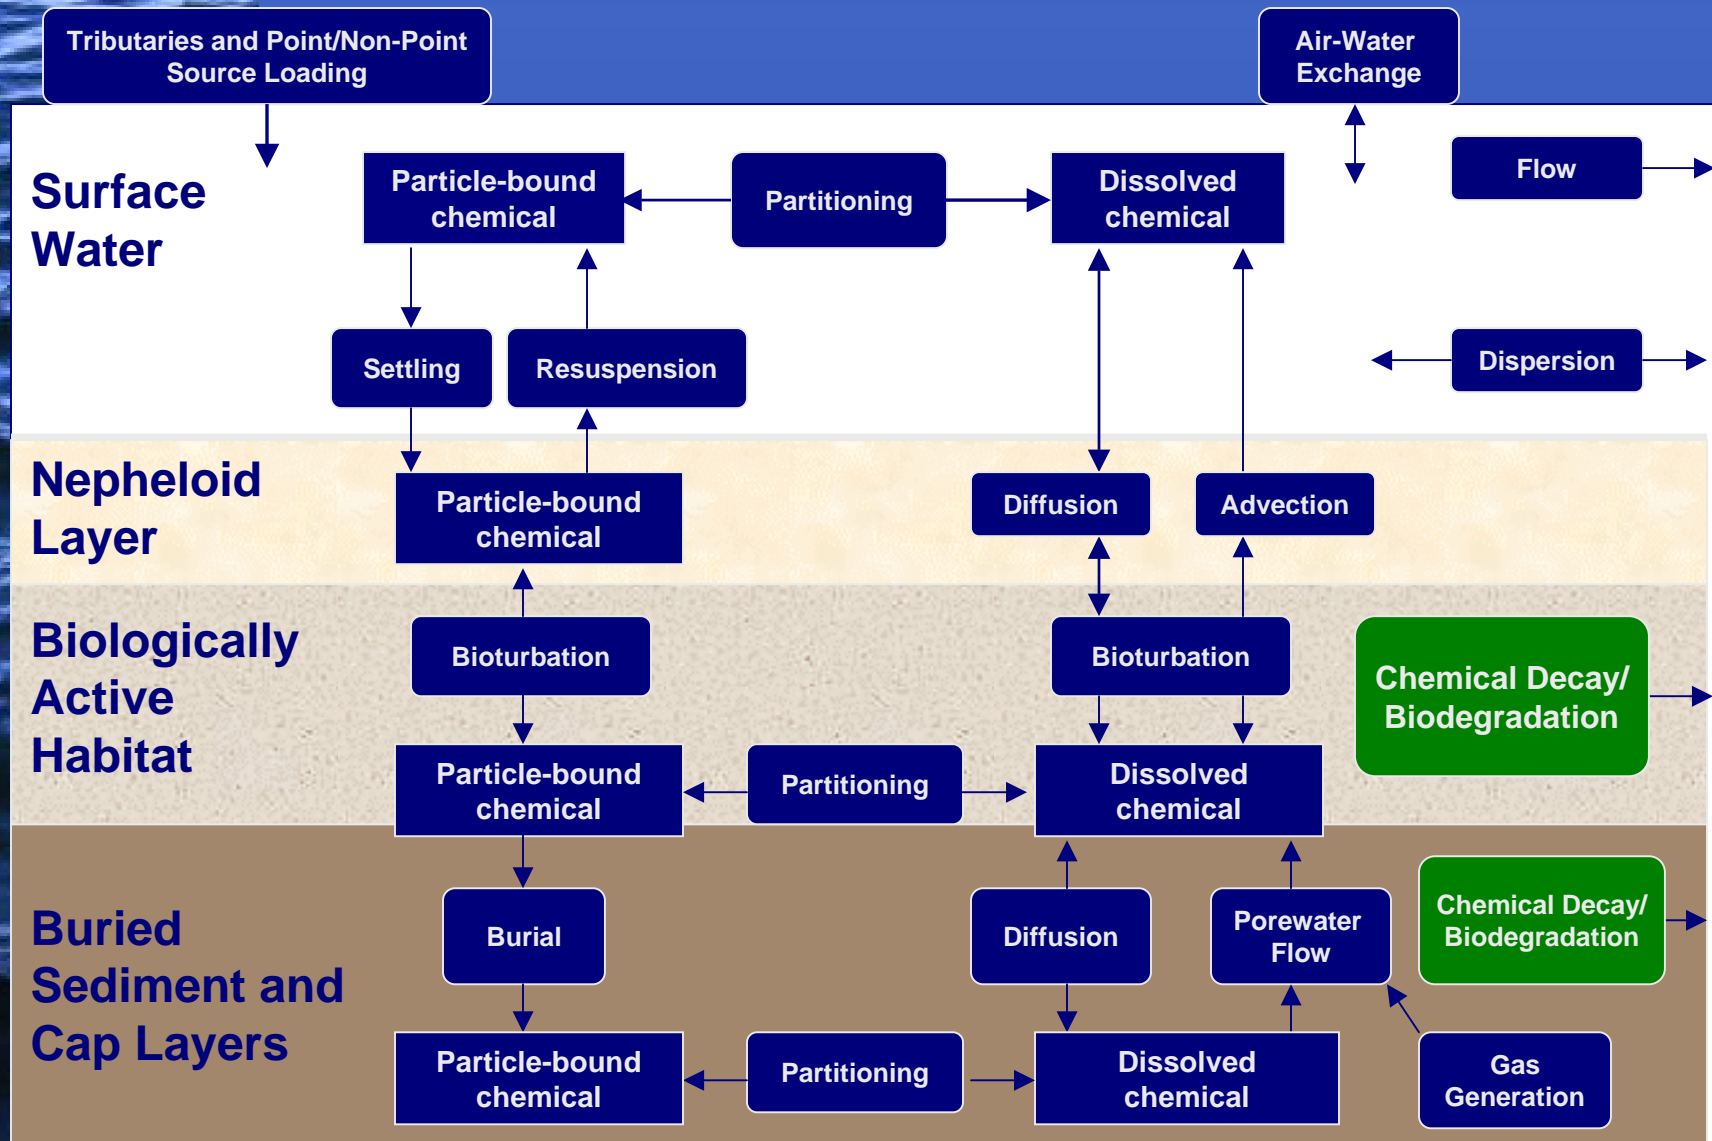 Tributaries and Point/Non-Point
Source Loading
Air-Water
Exchange
Surface
Water
Particle-bound
chemical
Partitioning
Dissolved
chemical
Flow
Settling
Resuspension
Dispersion
Nepheloid
Layer
Particle-bound
chemical
Diffusion
Advection
Biologically
Active
Habitat
Bioturbation
Bioturbation
Chemical Decay/
Biodegradation
Particle-bound
chemical
Partitioning
Dissolved
chemical
Buried
Sediment and
Cap Layers
Burial
Diffusion
Porewater
Flow
Chemical Decay/
Biodegradation
Particle-bound
chemical
Partitioning
Dissolved
chemical
Gas
Generation